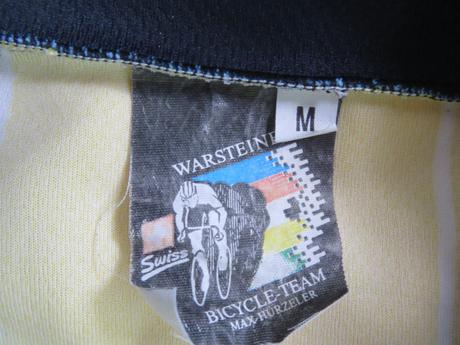 M
WARSTEINE
Swiss
BICYCLE-TEAM
MAX-HÜRZELER